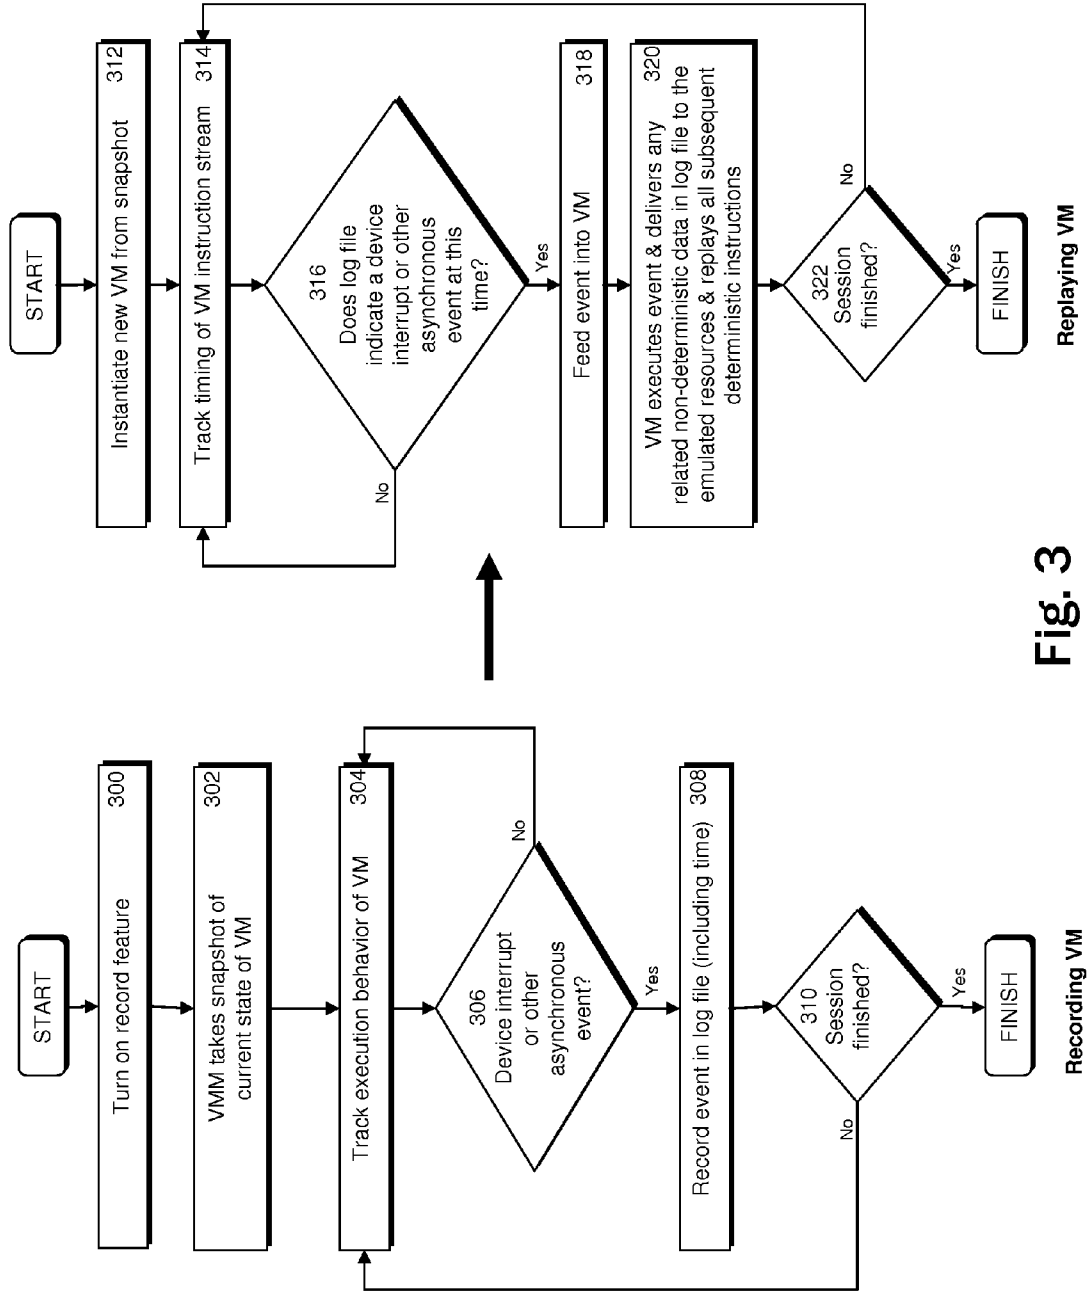 START
Turn on record feature
300
VMM takes snapshot of
current state of VM
302
Track execution behavior of VM
304
306
Device interrupt
or other
asynchronous
event?
No
Yes
Record event in log file (including time)
308
310
Session
finished?
No
Yes
FINISH
Recording VM
START
Instantiate new VM from snapshot
312
Track timing of VM instruction stream
314
316
Does log file
indicate a device
interrupt or other
asynchronous
event at this
time?
No
Yes
Feed event into VM
318
VM executes event & delivers any
320
related non-deterministic data in log file to the
emulated resources & replays all subsequent
deterministic instructions
322
Session
finished?
No
Yes
FINISH
Replaying VM
Fig. 3